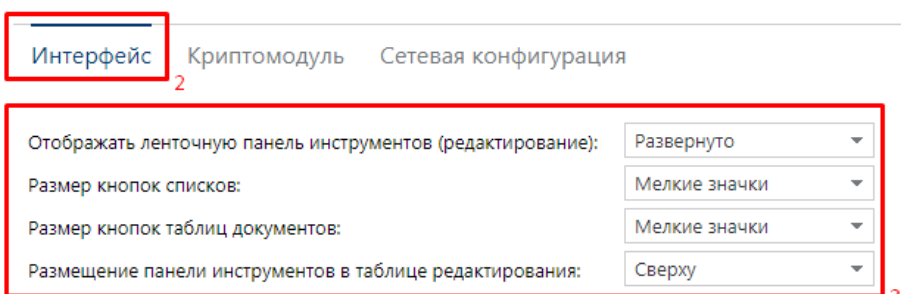 Интерфейс Криптомодуль Сетевая конфигурация
2
Отображать ленточную панель инструментов (редактирование): Развернуто
Размер кнопок списков: Мелкие значки
Размер кнопок таблиц документов: Мелкие значки
Размещение панели инструментов в таблице редактирования: Сверху